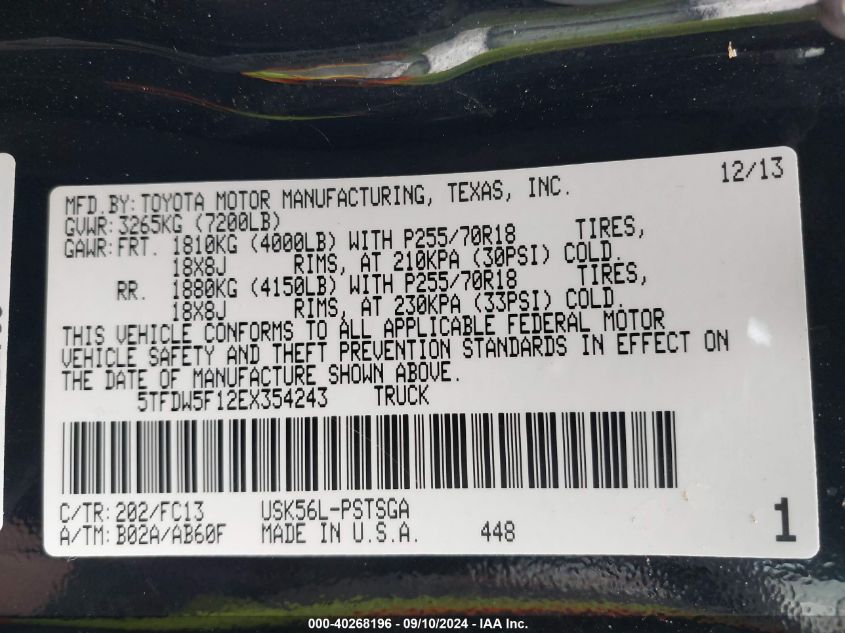 12/13
MFD.BY:TOYOTA MOTOR MANUFACTURING, TEXAS, INC.
GVWR:3265KG (7200LB)
GAWR:FRT. 1810KG (4000LB) WITH P255/70R18 TIRES,
18X8J RIMS, AT 210KPA (30PSI) COLD.
RR. 1880KG (4150LB) WITH P255/70R18 TIRES,
18X8J RIMS, AT 230KPA (33PSI) COLD.
THIS VEHICLE CONFORMS TO ALL APPLICABLE FEDERAL MOTOR
VEHICLE SAFETY AND THEFT PREVENTION STANDARDS IN EFFECT ON
THE DATE OF MANUFACTURE SHOWN ABOVE.
5TFDW5F12EX354243 TRUCK
C/TR:202/FC13 USK56L-PSTSGA
A/TM:B02A/AB60F MADE IN U.S.A. 448 1
000-40268196 - 09/10/2024 - IAA Inc.